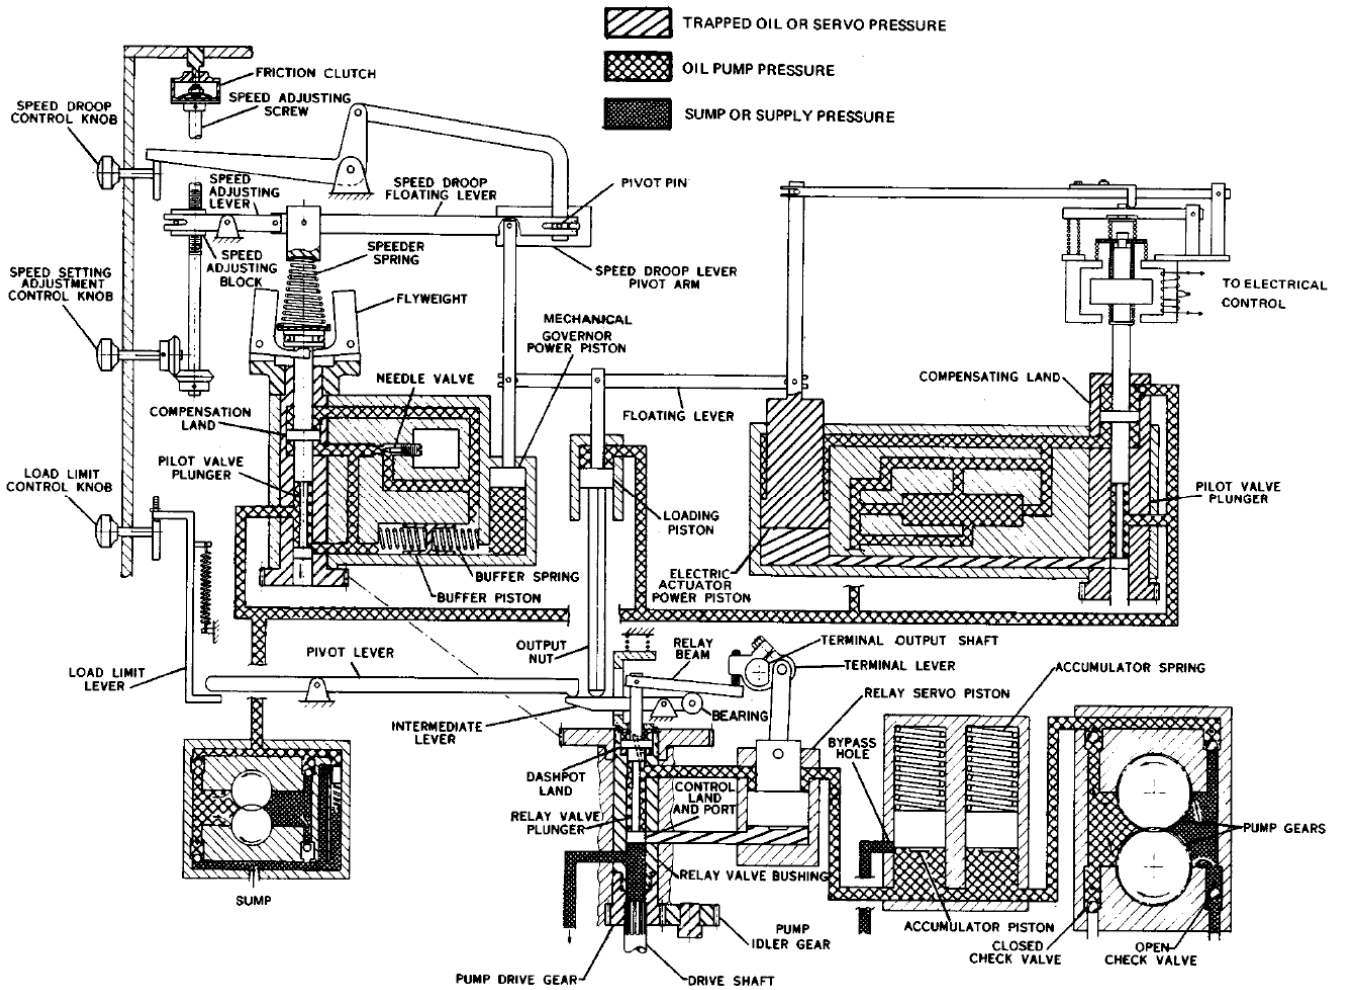 TRAPPED OIL OR SERVO PRESSURE
OIL PUMP PRESSURE
SUMP OR SUPPLY PRESSURE
FRICTION CLUTCH
SPEED ADJUSTING
SCREW
SPEED DROOP
CONTROL KNOB
SPEED
ADJUSTING
LEVER
SPEED DROOP
FLOATING LEVER
PIVOT PIN
SPEEDER
SPRING
SPEED
ADJUSTING
BLOCK
SPEED DROOP LEVER
PIVOT ARM
SPEED SETTING
ADJUSTMENT
CONTROL KNOB
FLYWEIGHT
TO ELECTRICAL
CONTROL
MECHANICAL
GOVERNOR
POWER PISTON
NEEDLE VALVE
COMPENSATING LAND
COMPENSATION
LAND
FLOATING LEVER
PILOT VALVE
PLUNGER
LOAD LIMIT
CONTROL KNOB
PILOT VALVE
PLUNGER
LOADING
PISTON
BUFFER SPRING
BUFFER PISTON
ELECTRIC
ACTUATOR
POWER PISTON
OUTPUT
NUT
RELAY
BEAM
TERMINAL OUTPUT SHAFT
PIVOT LEVER
TERMINAL LEVER
ACCUMULATOR SPRING
LOAD LIMIT
LEVER
RELAY SERVO PISTON
INTERMEDIATE
LEVER
BEARING
BYPASS
HOLE
DASHPOT
LAND
CONTROL
LAND
AND PORT
RELAY VALVE
PLUNGER
PUMP GEARS
RELAY VALVE BUSHING
SUMP
PUMP
IDLER GEAR
ACCUMULATOR PISTON
CLOSED
CHECK VALVE
OPEN
CHECK VALVE
PUMP DRIVE GEAR
DRIVE SHAFT